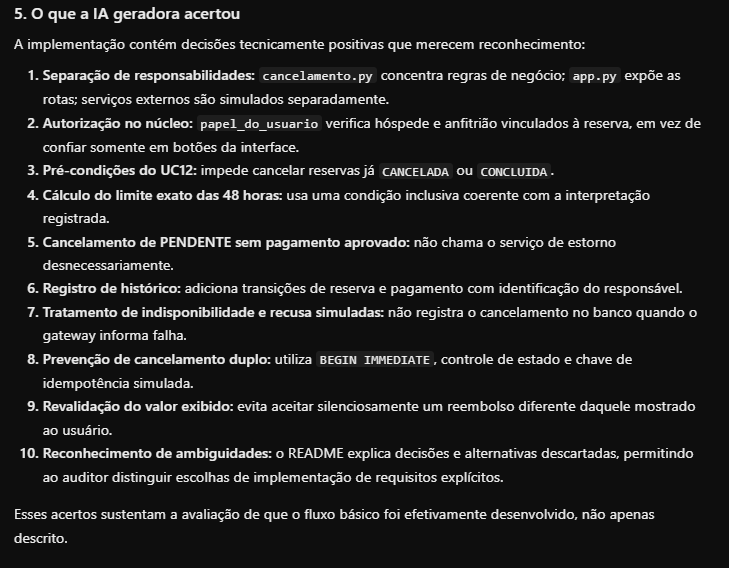 5. O que a IA geradora acertou
A implementação contém decisões tecnicamente positivas que merecem reconhecimento:
1. Separação de responsabilidades: cancelamento.py concentra regras de negócio; app.py expõe as
rotas; serviços externos são simulados separadamente.
2. Autorização no núcleo: papel_do_usuario verifica hóspede e anfitrião vinculados à reserva, em vez de
confiar somente em botões da interface.
3. Pré-condições do UC12: impede cancelar reservas já CANCELADA ou CONCLUIDA.
4. Cálculo do limite exato das 48 horas: usa uma condição inclusiva coerente com a interpretação
registrada.
5. Cancelamento de PENDENTE sem pagamento aprovado: não chama o serviço de estorno
desnecessariamente.
6. Registro de histórico: adiciona transições de reserva e pagamento com identificação do responsável.
7. Tratamento de indisponibilidade e recusa simuladas: não registra o cancelamento no banco quando o
gateway informa falha.
8. Prevenção de cancelamento duplo: utiliza BEGIN IMMEDIATE, controle de estado e chave de
idempotência simulada.
9. Revalidação do valor exibido: evita aceitar silenciosamente um reembolso diferente daquele mostrado
ao usuário.
10. Reconhecimento de ambiguidades: o README explica decisões e alternativas descartadas, permitindo
ao auditor distinguir escolhas de implementação de requisitos explícitos.
Esses acertos sustentam a avaliação de que o fluxo básico foi efetivamente desenvolvido, não apenas
descrito.